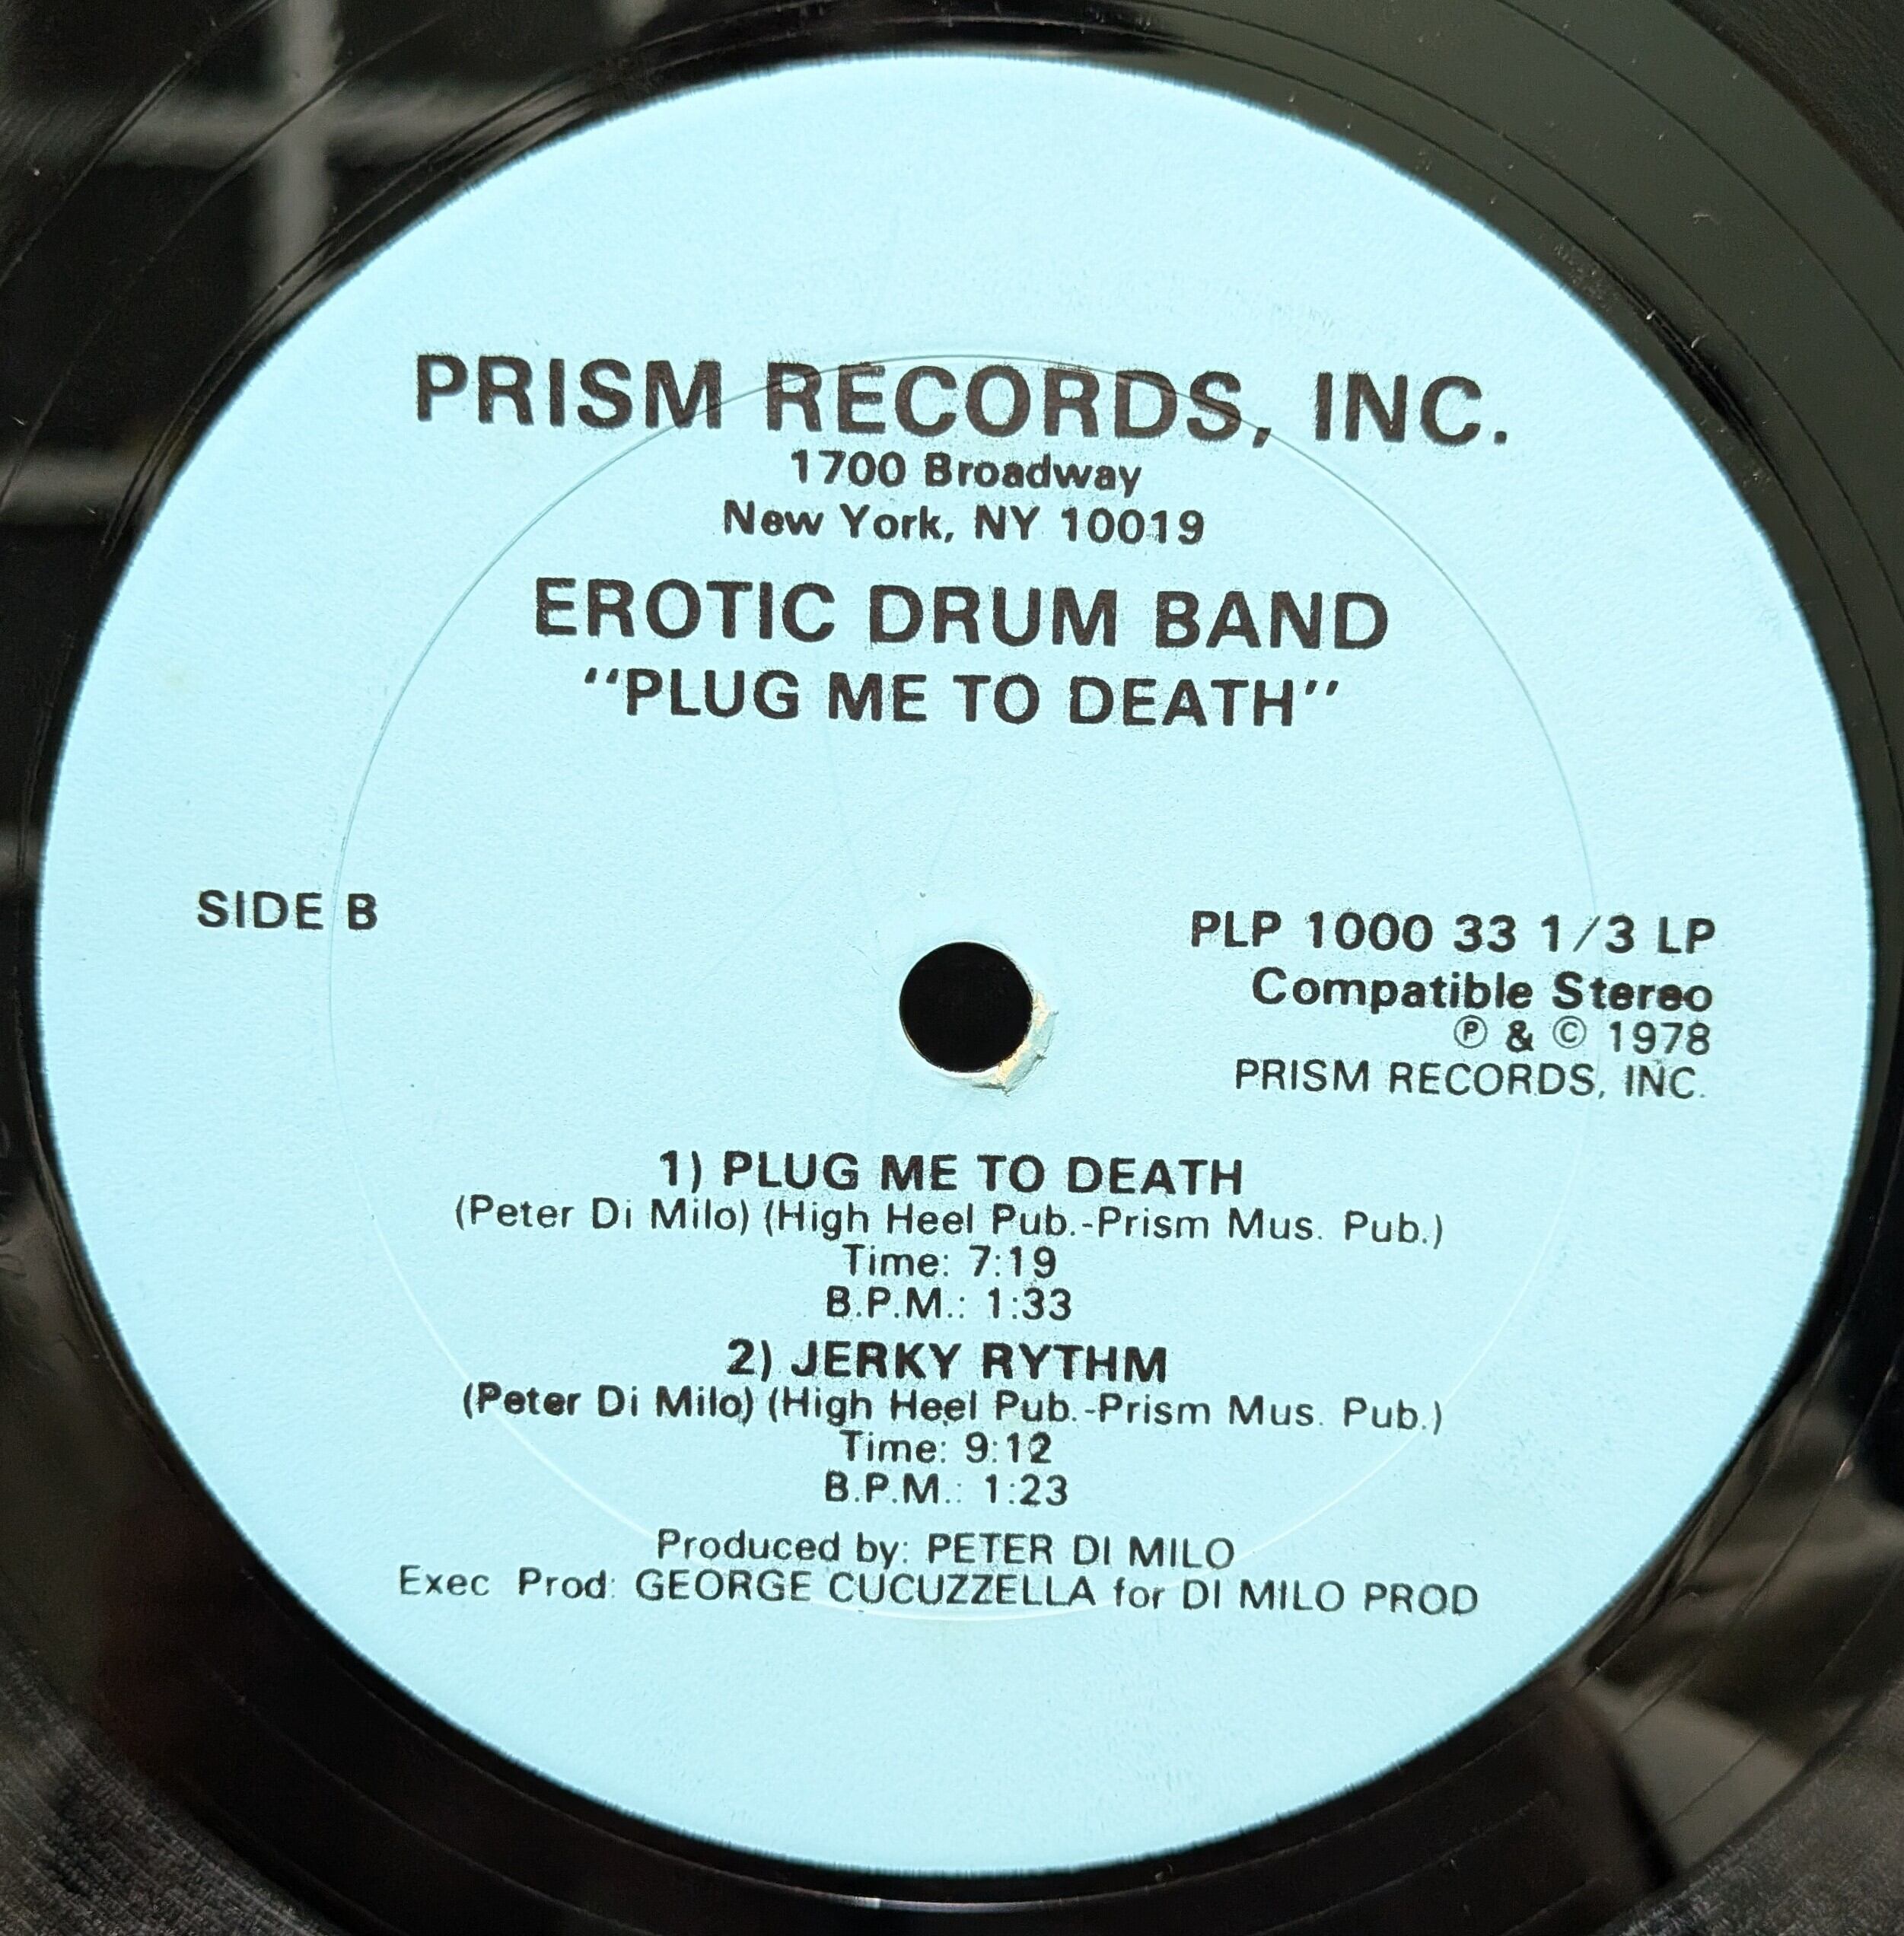 PRISM RECORDS, INC.
1700 Broadway
New York, NY 10019
EROTIC DRUM BAND
"PLUG ME TO DEATH"
SIDE B
PLP 1000 33 1/3 LP
Compatible Stereo
℗ & © 1978
PRISM RECORDS, INC.
1) PLUG ME TO DEATH
(Peter Di Milo) (High Heel Pub.-Prism Mus. Pub.)
Time: 7:19
B.P.M.: 1:33
2) JERKY RYTHM
(Peter Di Milo) (High Heel Pub.-Prism Mus. Pub.)
Time: 9:12
B.P.M.: 1:23
Produced by: PETER DI MILO
Exec Prod: GEORGE CUCUZZELLA for DI MILO PROD